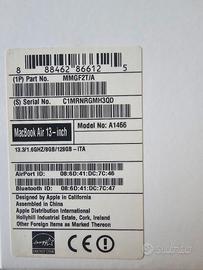 8 88462 86612 5
(1P) Part No. MMGF2T/A
(S) Serial No. C1MRNRGMH3QD
MacBook Air 13-inch
Model No.: A1466
13.3/1.6GHZ/8GB/128GB-ITA
AirPort ID: 08:6D:41:DC:7C:46
Bluetooth ID: 08:6D:41:DC:7C:47
Designed by Apple in California
Assembled in China
Apple Distribution International
Hollyhill Industrial Estate, Cork, Ireland
Other Foreign Items as Marked Thereon
CE
subito.it